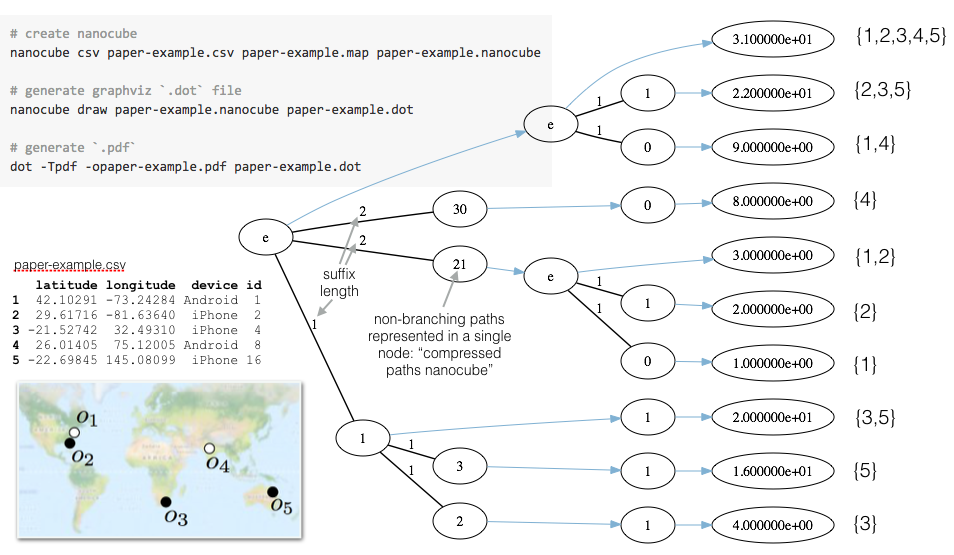 # create nanocube
nanocube csv paper-example.csv paper-example.map paper-example.nanocube
# generate graphviz `.dot` file
nanocube draw paper-example.nanocube paper-example.dot
# generate `.pdf`
dot -Tpdf -opaper-example.pdf paper-example.dot
3.100000e+01 {1,2,3,4,5}
1 1 2.200000e+01 {2,3,5}
e
1 0 9.000000e+00 {1,4}
2 30 0 8.000000e+00 {4}
e
2 21 e 3.000000e+00 {1,2}
1 1 2.000000e+00 {2}
1 0 1.000000e+00 {1}
suffix
length
1
non-branching paths
represented in a single
node: “compressed
paths nanocube”
paper-example.csv
latitude longitude device id
1 42.10291 -73.24284 Android 1
2 29.61716 -81.63640 iPhone 2
3 -21.52742 32.49310 iPhone 4
4 26.01405 75.12005 Android 8
5 -22.69845 145.08099 iPhone 16
1 1 2.000000e+01 {3,5}
1 3 1 1.600000e+01 {5}
1 2 1 4.000000e+00 {3}
o1
o2
o3
o4
o5